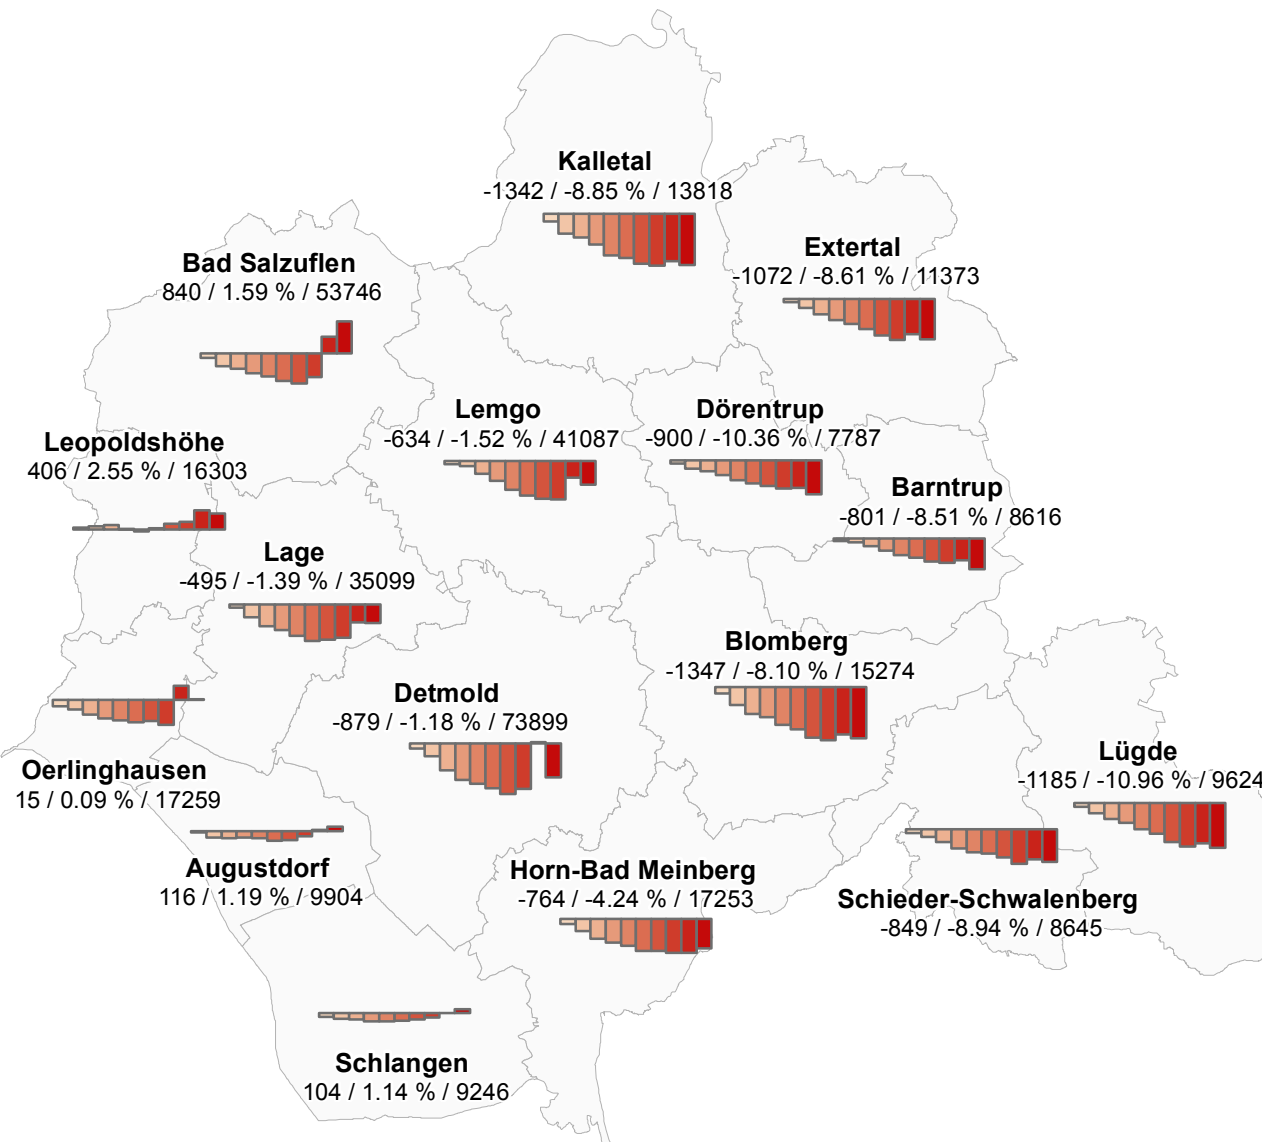 Kalletal
-1342 / -8.85 % / 13818
Extertal
-1072 / -8.61 % / 11373
Bad Salzuflen
840 / 1.59 % / 53746
Lemgo
-634 / -1.52 % / 41087
Dörentrup
-900 / -10.36 % / 7787
Leopoldshöhe
406 / 2.55 % / 16303
Barntrup
-801 / -8.51 % / 8616
Lage
-495 / -1.39 % / 35099
Blomberg
-1347 / -8.10 % / 15274
Detmold
-879 / -1.18 % / 73899
Lügde
-1185 / -10.96 % / 9624
Oerlinghausen
15 / 0.09 % / 17259
Augustdorf
116 / 1.19 % / 9904
Horn-Bad Meinberg
-764 / -4.24 % / 17253
Schieder-Schwalenberg
-849 / -8.94 % / 8645
Schlangen
104 / 1.14 % / 9246